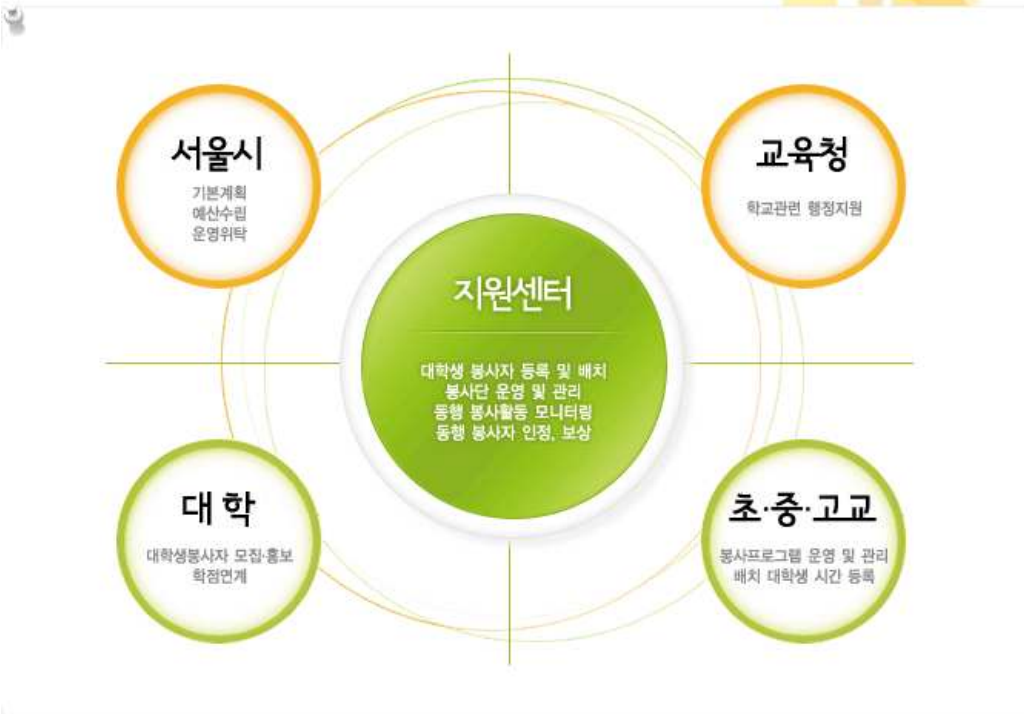 서울시
기본계획
예산수립
운영위탁
교육청
학교관련 행정지원
지원센터
대학생 봉사자 등록 및 배치
봉사단 운영 및 관리
동행 봉사활동 모니터링
동행 봉사자 인정, 보상
대 학
대학생봉사자 모집·홍보
학점연계
초·중·고교
봉사프로그램 운영 및 관리
배치 대학생 시간 등록